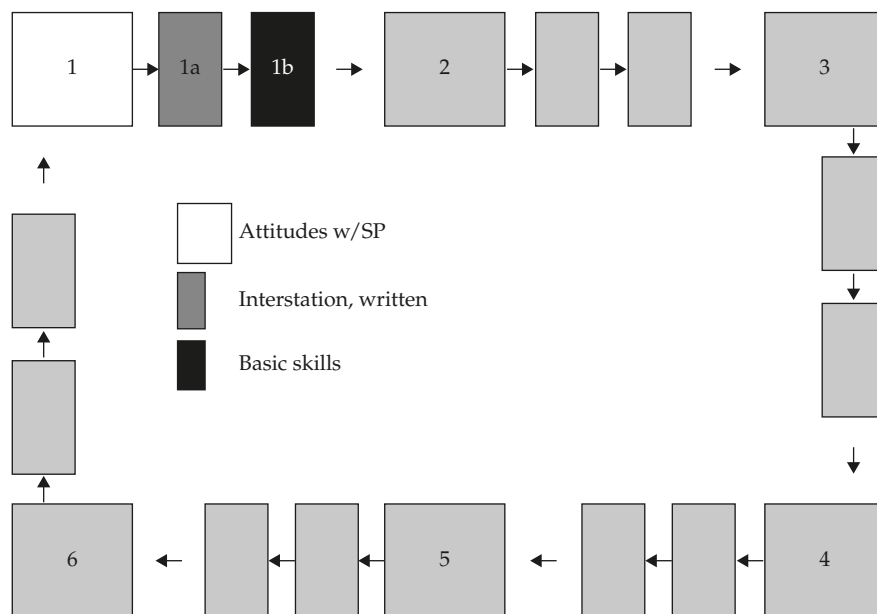 1
1a
1b
2
3
Attitudes w/SP
Interstation, written
Basic skills
6
5
4